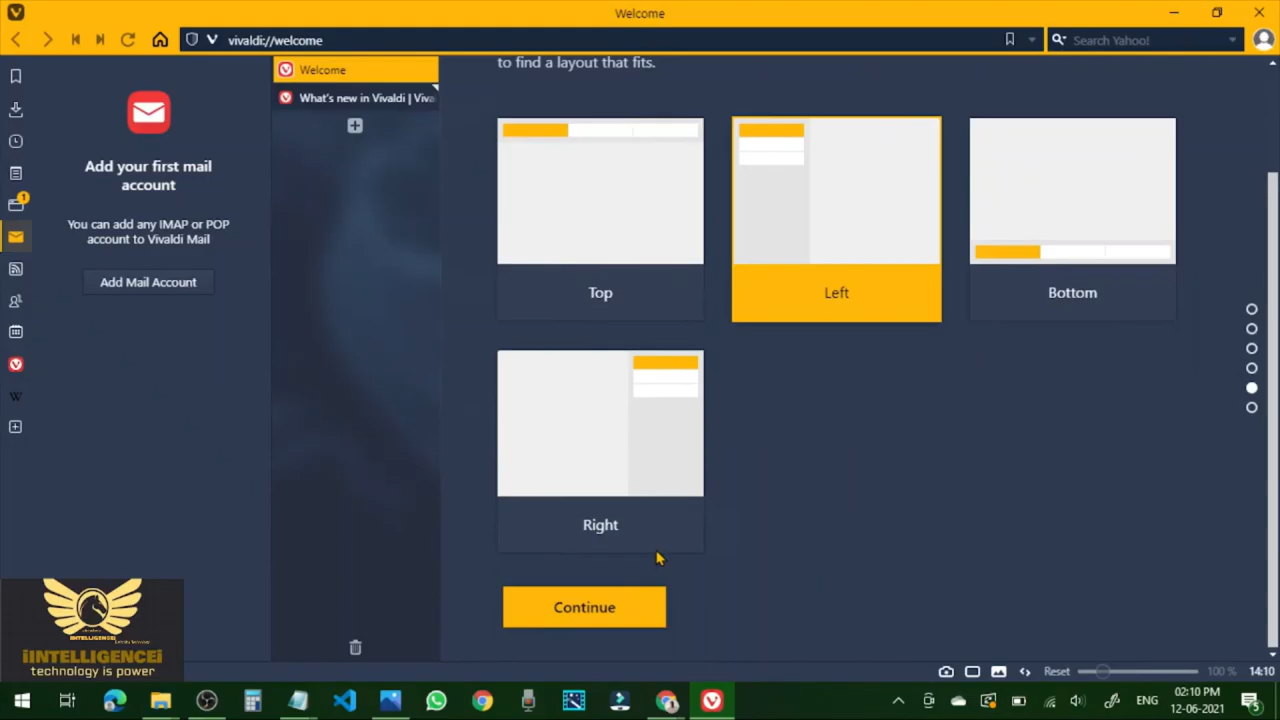 Welcome
vivaldi://welcome
Search Yahoo!
Welcome
What's new in Vivaldi | Viva
to find a layout that fits.
1
Add your first mail
account
You can add any IMAP or POP
account to Vivaldi Mail
Add Mail Account
W
Top
Left
Bottom
Right
Continue
iINTELLIGENCEi
technology is power
Reset
100 %
14:10
ENG
02:10 PM
12-06-2021
5